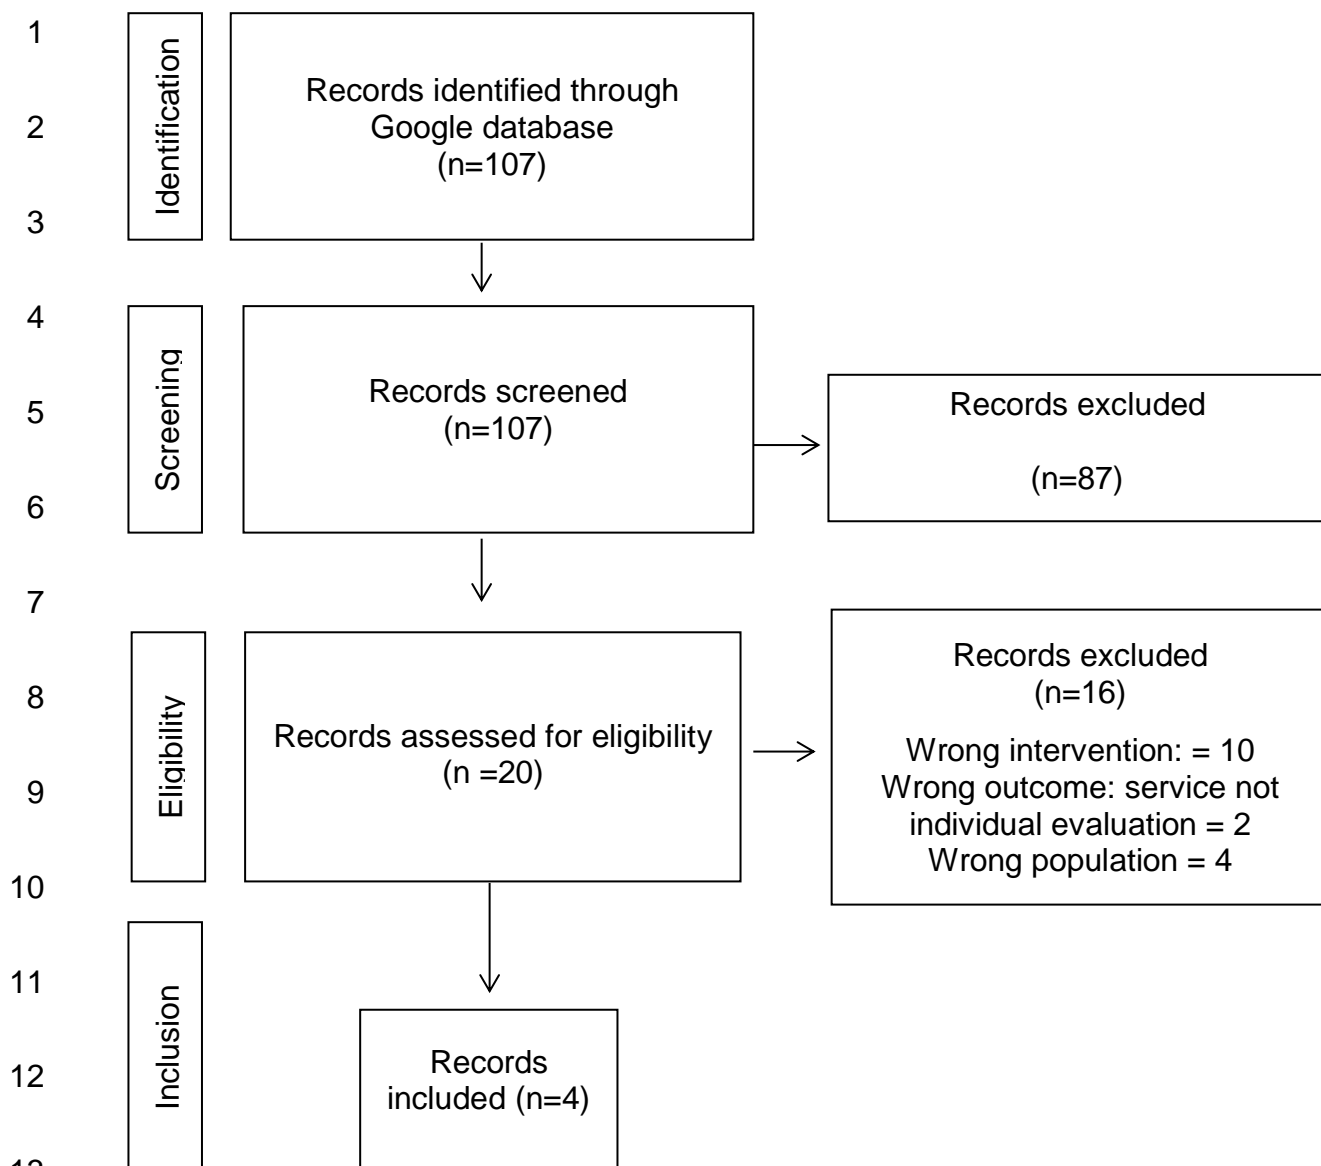 1
2
3
4
5
6
7
8
9
10
11
12
Identification
Records identified through
Google database
(n=107)
Screening
Records screened
(n=107)
Records excluded
(n=87)
Eligibility
Records assessed for eligibility
(n =20)
Records excluded
(n=16)
Wrong intervention: = 10
Wrong outcome: service not
individual evaluation = 2
Wrong population = 4
Inclusion
Records
included (n=4)